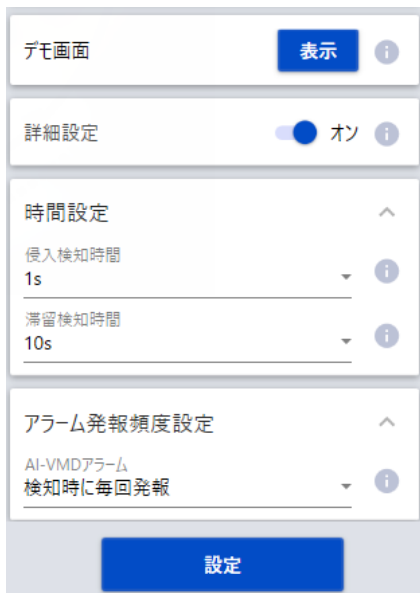 デモ画面
表示
詳細設定
オン
時間設定
侵入検知時間
1s
滞留検知時間
10s
アラーム発報頻度設定
AI-VMDアラーム
検知時に毎回発報
設定